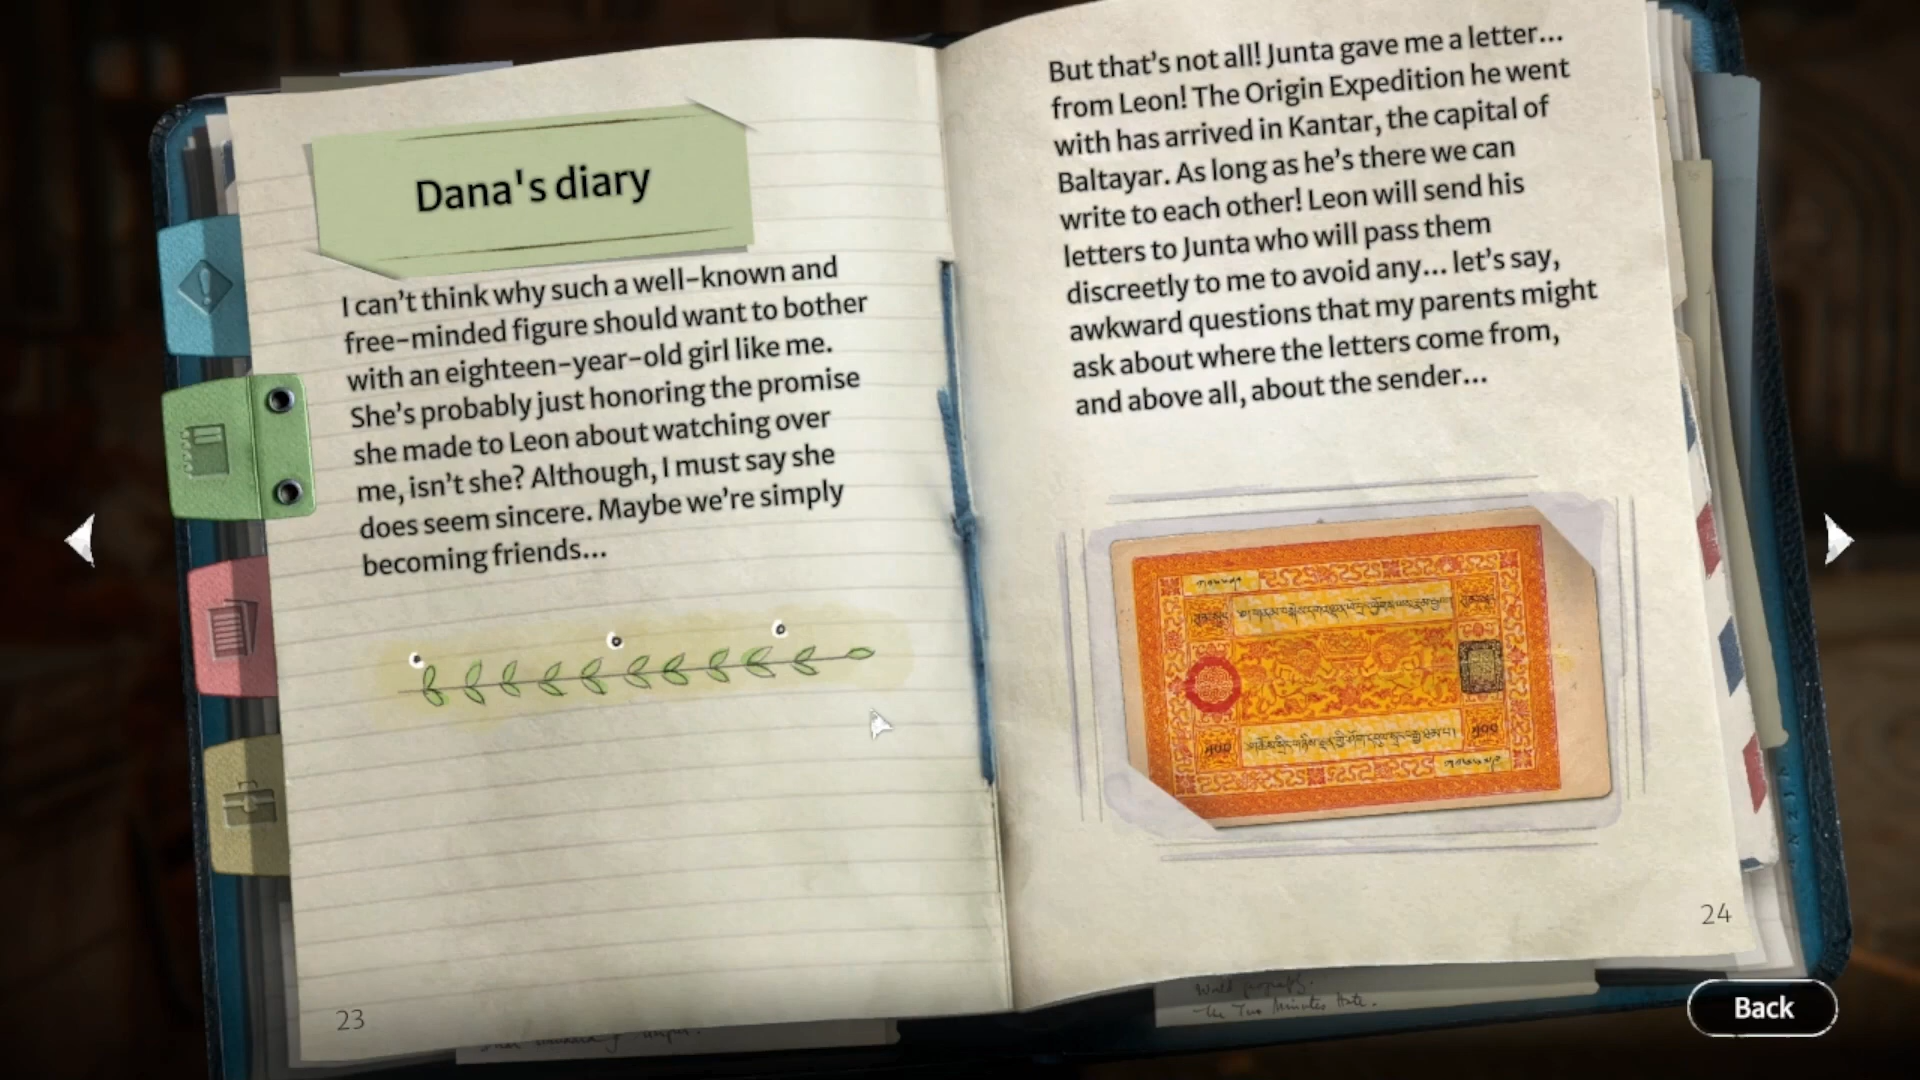 Dana's diary
I can't think why such a well-known and
free-minded figure should want to bother
with an eighteen-year-old girl like me.
She's probably just honoring the promise
she made to Leon about watching over
me, isn't she? Although, I must say she
does seem sincere. Maybe we're simply
becoming friends...
23
But that's not all! Junta gave me a letter...
from Leon! The Origin Expedition he went
with has arrived in Kantar, the capital of
Baltayar. As long as he's there we can
write to each other! Leon will send his
letters to Junta who will pass them
discreetly to me to avoid any... let's say,
awkward questions that my parents might
ask about where the letters come from,
and above all, about the sender...
24
The Two Minutes Hate.
Back